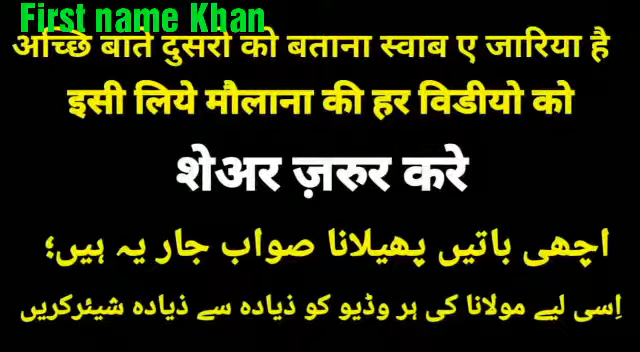 First name Khan
अच्छि बाते दुसरो को बताना स्वाब ए जारिया है
इसी लिये मौलाना की हर विडीयो को
शेअर ज़रुर करे
اچھی باتیں پھیلانا صواب جار یہ ہیں؛
اِسی لیے مولانا کی ہر وڈیو کو ذیادہ سے ذیادہ شیئرکریں